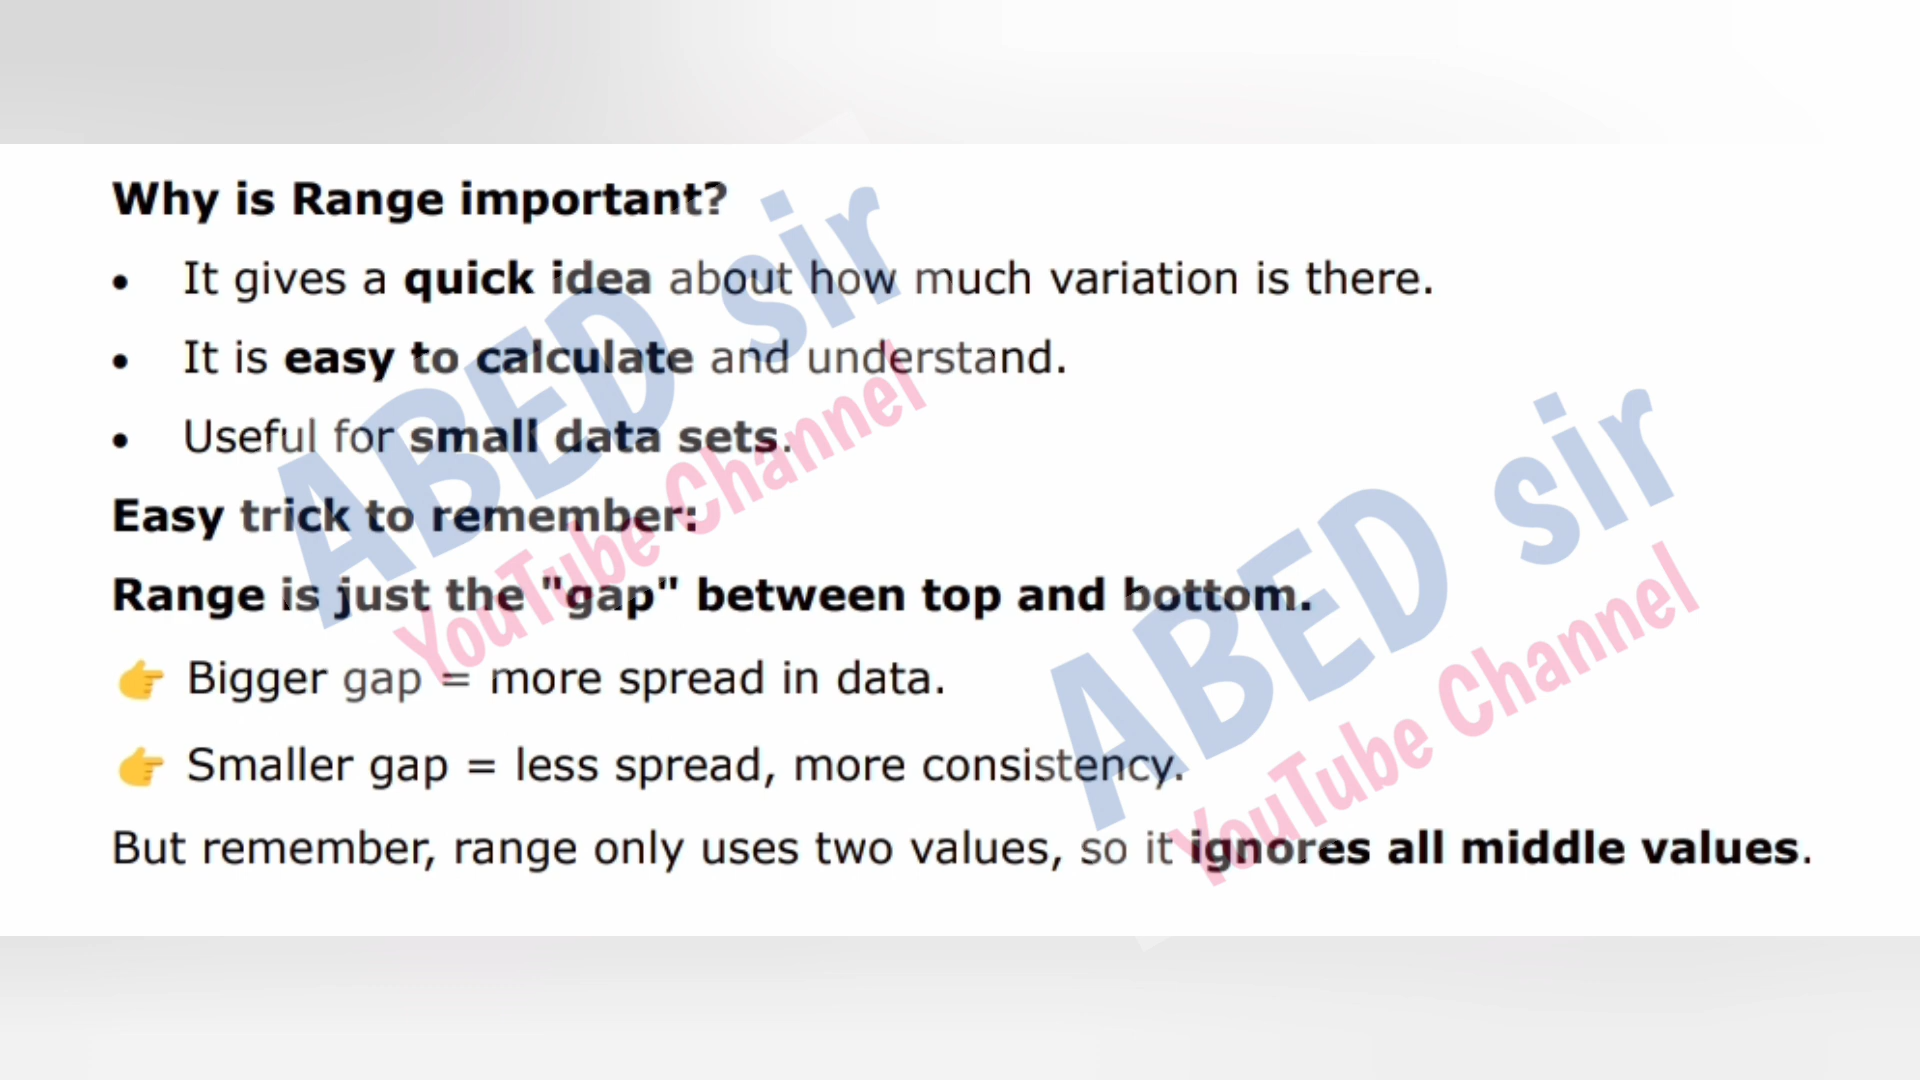 Why is Range important?
• It gives a quick idea about how much variation is there.
• It is easy to calculate and understand.
• Useful for small data sets.
Easy trick to remember:
Range is just the "gap" between top and bottom.
👉 Bigger gap = more spread in data.
👉 Smaller gap = less spread, more consistency.
But remember, range only uses two values, so it ignores all middle values.
ABED sir
YouTube Channel
ABED sir
YouTube Channel